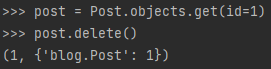 >>> post = Post.objects.get(id=1)
>>> post.delete()
(1, {'blog.Post': 1})